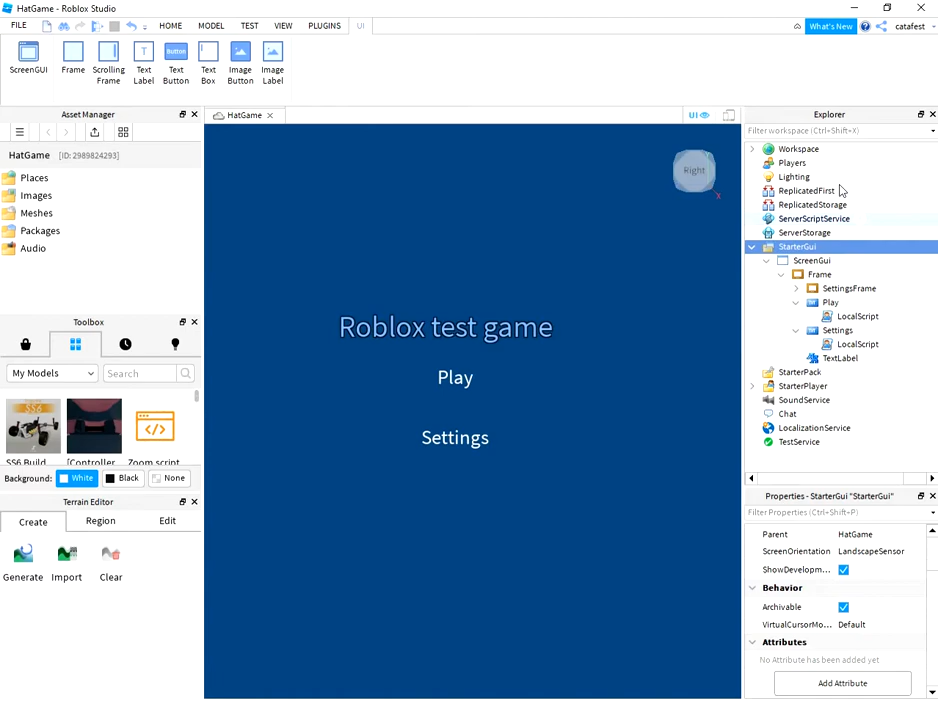 HatGame - Roblox Studio
FILE HOME MODEL TEST VIEW PLUGINS UI What's New catafest
ScreenGUI Frame Scrolling Frame Text Label Text Button Text Box Image Button Image Label
Button
Asset Manager
HatGame [ID: 2989824293]
Places
Images
Meshes
Packages
Audio
Toolbox
My Models Search
SS6
SS6 Build [Controller Zoom script
Background: White Black None
Terrain Editor
Create Region Edit
Generate Import Clear
HatGame
UI
Right
X
Roblox test game
Play
Settings
Explorer
Filter workspace (Ctrl+Shift+X)
Workspace
Players
Lighting
ReplicatedFirst
ReplicatedStorage
ServerScriptService
ServerStorage
StarterGui
ScreenGui
Frame
SettingsFrame
Play
LocalScript
Settings
LocalScript
TextLabel
StarterPack
StarterPlayer
SoundService
Chat
LocalizationService
TestService
Properties - StarterGui "StarterGui"
Filter Properties (Ctrl+Shift+P)
Parent HatGame
ScreenOrientation LandscapeSensor
ShowDevelopm...
Behavior
Archivable
VirtualCursorMo... Default
Attributes
No Attribute has been added yet
Add Attribute